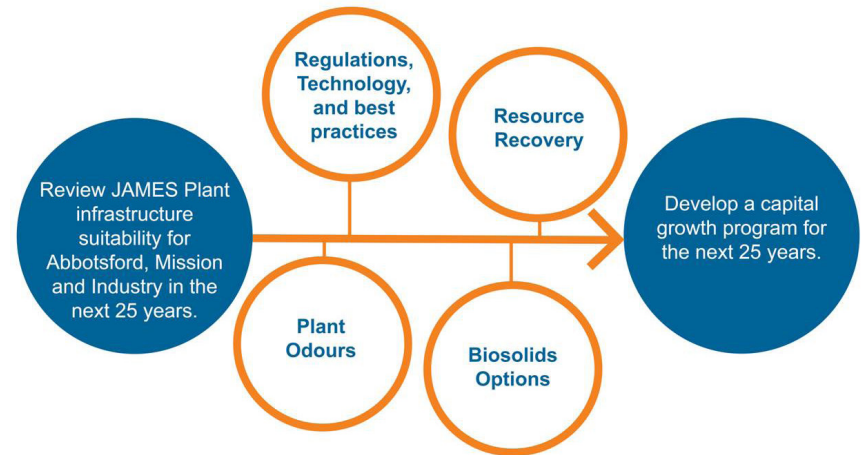 Review JAMES Plant
infrastructure
suitability for
Abbotsford, Mission
and Industry in the
next 25 years.
Regulations,
Technology,
and best
practices
Plant
Odours
Resource
Recovery
Biosolids
Options
Develop a capital
growth program for
the next 25 years.